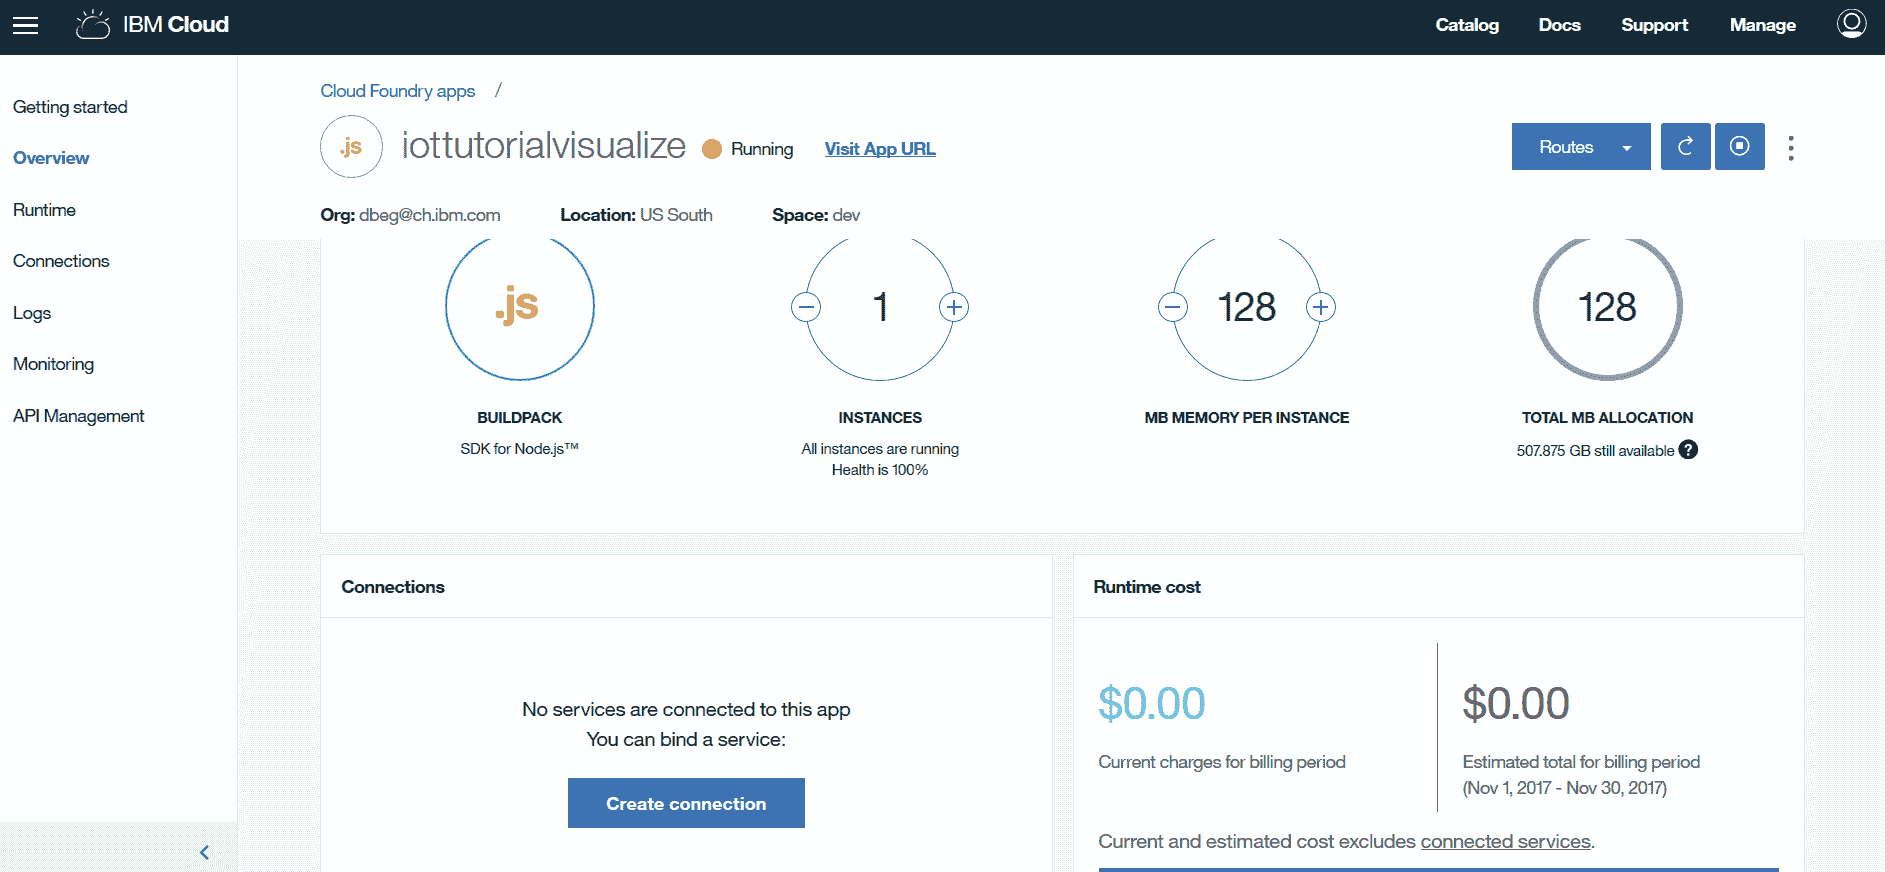 IBM Cloud
Catalog Docs Support Manage
Getting started
Overview
Runtime
Connections
Logs
Monitoring
API Management
Cloud Foundry apps /
.js iottutorialvisualize Running Visit App URL
Routes
Org: dbeg@ch.ibm.com Location: US South Space: dev
.js
BUILDPACK
SDK for Node.js™
1
INSTANCES
All instances are running
Health is 100%
128
MB MEMORY PER INSTANCE
128
TOTAL MB ALLOCATION
507.875 GB still available ?
Connections
No services are connected to this app
You can bind a service:
Create connection
Runtime cost
$0.00
Current charges for billing period
$0.00
Estimated total for billing period
(Nov 1, 2017 - Nov 30, 2017)
Current and estimated cost excludes connected services.